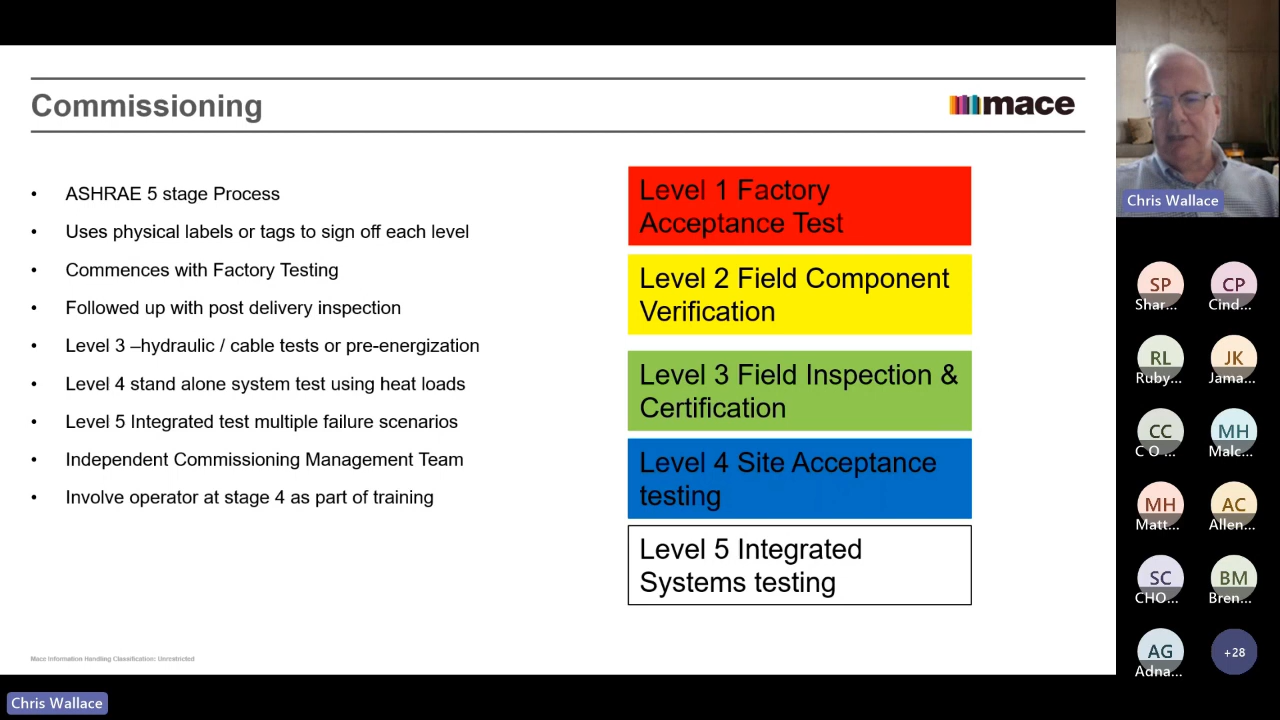 Commissioning
mace
• ASHRAE 5 stage Process
• Uses physical labels or tags to sign off each level
• Commences with Factory Testing
• Followed up with post delivery inspection
• Level 3 –hydraulic / cable tests or pre-energization
• Level 4 stand alone system test using heat loads
• Level 5 Integrated test multiple failure scenarios
• Independent Commissioning Management Team
• Involve operator at stage 4 as part of training
Level 1 Factory
Acceptance Test
Level 2 Field Component
Verification
Level 3 Field Inspection &
Certification
Level 4 Site Acceptance
testing
Level 5 Integrated
Systems testing
Mace Information Handling Classification: Unrestricted
Chris Wallace
Chris Wallace
SP
CP
Shar...
Cind...
RL
JK
Ruby...
Jama...
CC
MH
C O ...
Malc...
MH
AC
Matt...
Allen...
SC
BM
CHO...
Bren...
AG
+28
Adna...